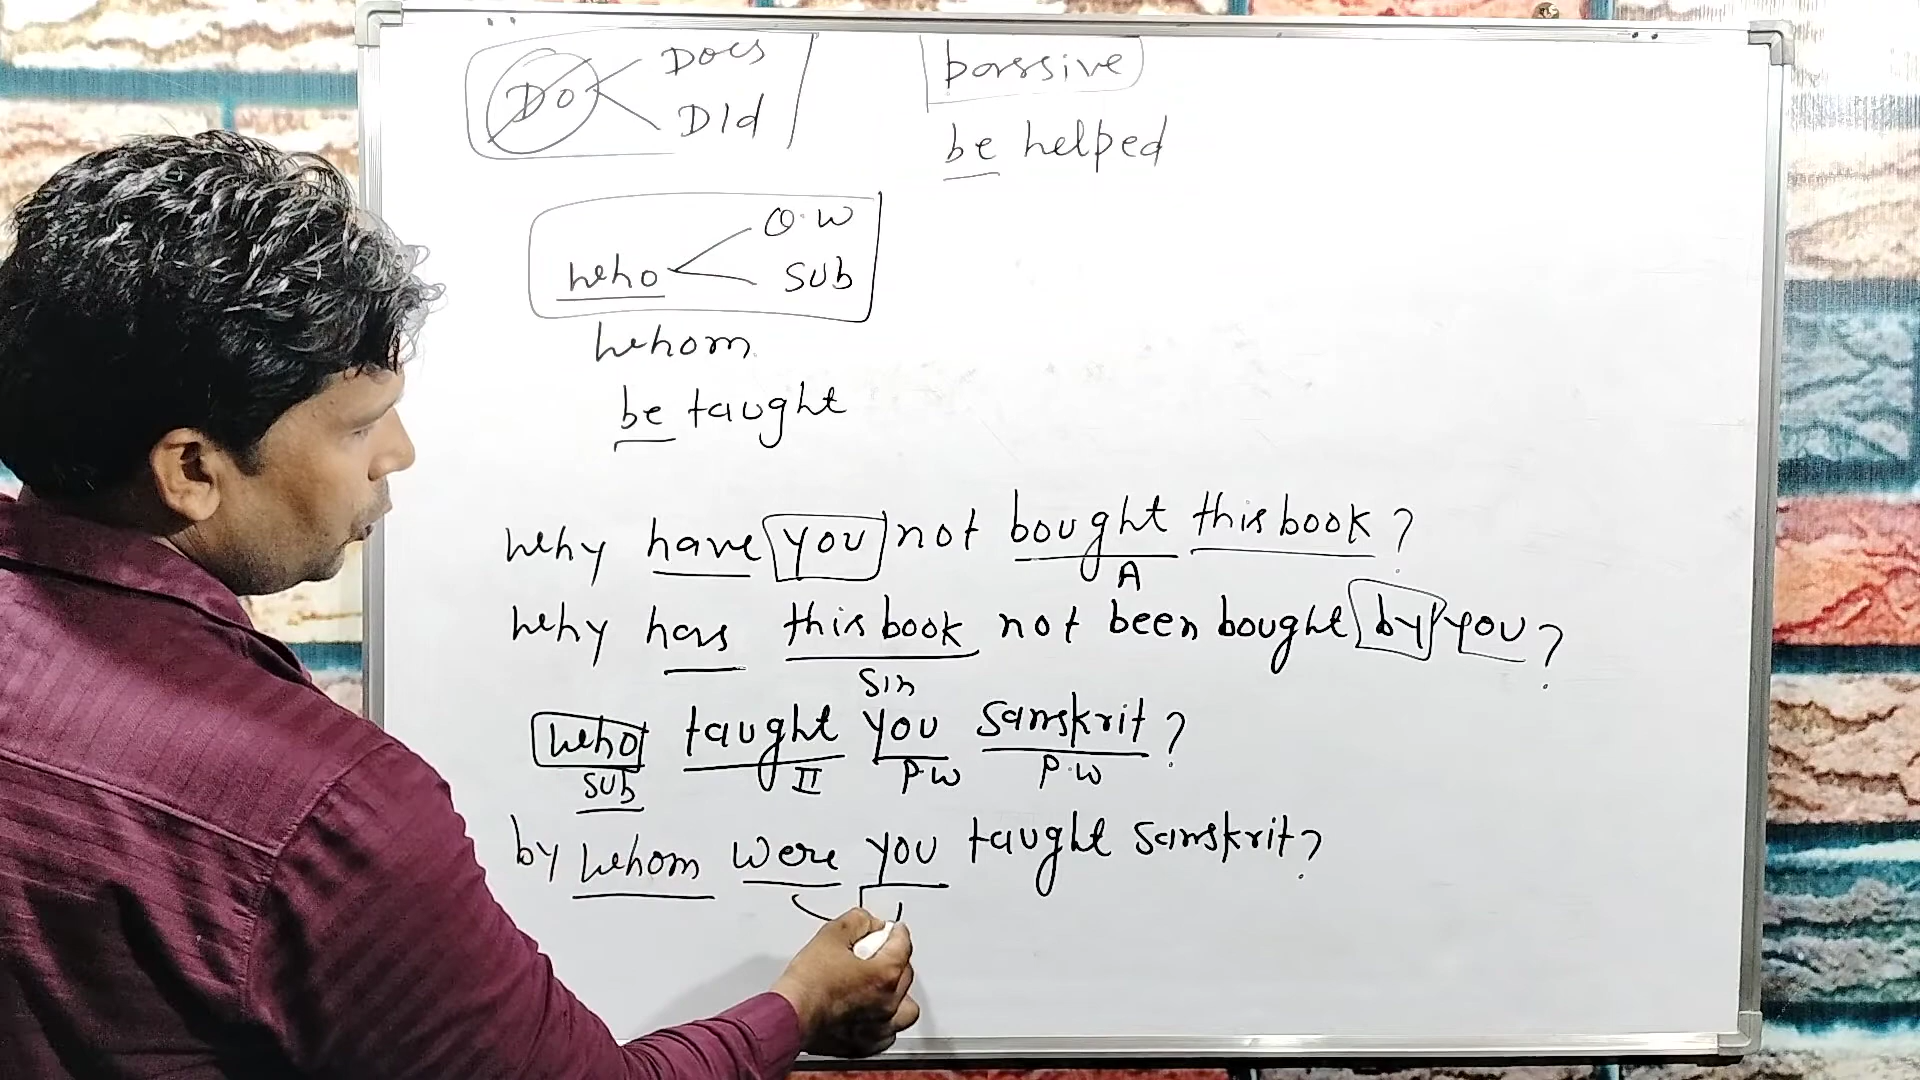 DO Does
Did
passive
be helped
who Q.W
Sub
whom
be taught
why have you not bought this book?
A
why has this book not been bought by you?
Sin
who taught you Sanskrit?
Sub II P.W P.W
by whom were you taught Sanskrit?